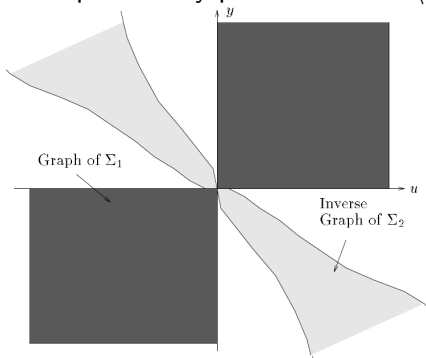 y
Graph of Σ₁
u
Inverse
Graph of Σ₂